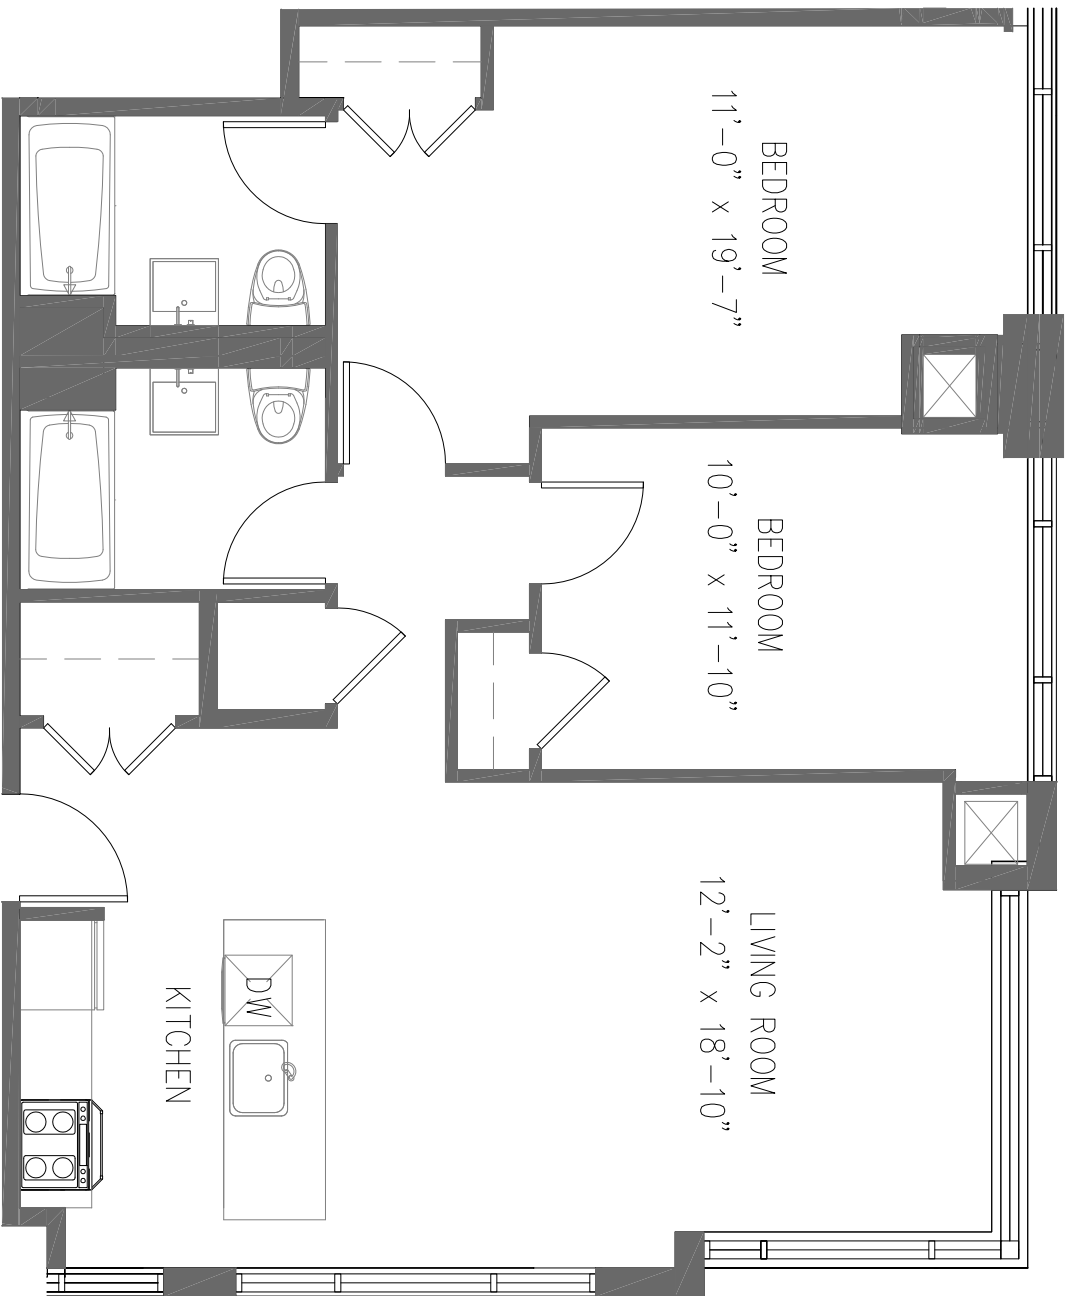 BEDROOM
11'-0" x 19'-7"
BEDROOM
10'-0" x 11'-10"
LIVING ROOM
12'-2" x 18'-10"
DW
KITCHEN